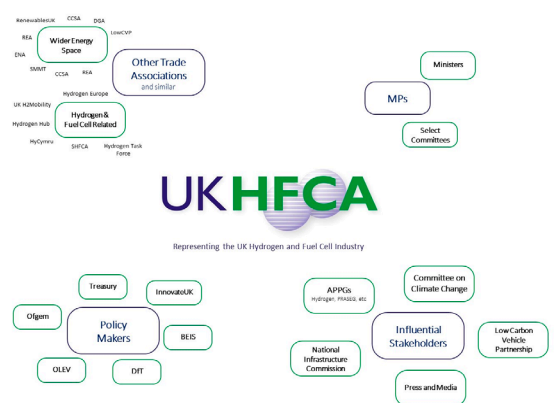 RenewablesUK
CCSA
DGA
REA
LowCVP
Wider Energy
Space
ENA
SMMT
CCSA
REA
Other Trade
Associations
and similar
Hydrogen Europe
UK H2Mobility
Hydrogen &
Fuel Cell Related
Hydrogen Hub
HyCymru
SHFCA
Hydrogen Task
Force
Ministers
MPs
Select
Committees
UKHFCA
Representing the UK Hydrogen and Fuel Cell Industry
Treasury
InnovateUK
Ofgem
Policy
Makers
BEIS
OLEV
DfT
APPGs
Hydrogen, PRASEG, etc
Committee on
Climate Change
Influential
Stakeholders
Low Carbon
Vehicle
Partnership
National
Infrastructure
Commission
Press and Media